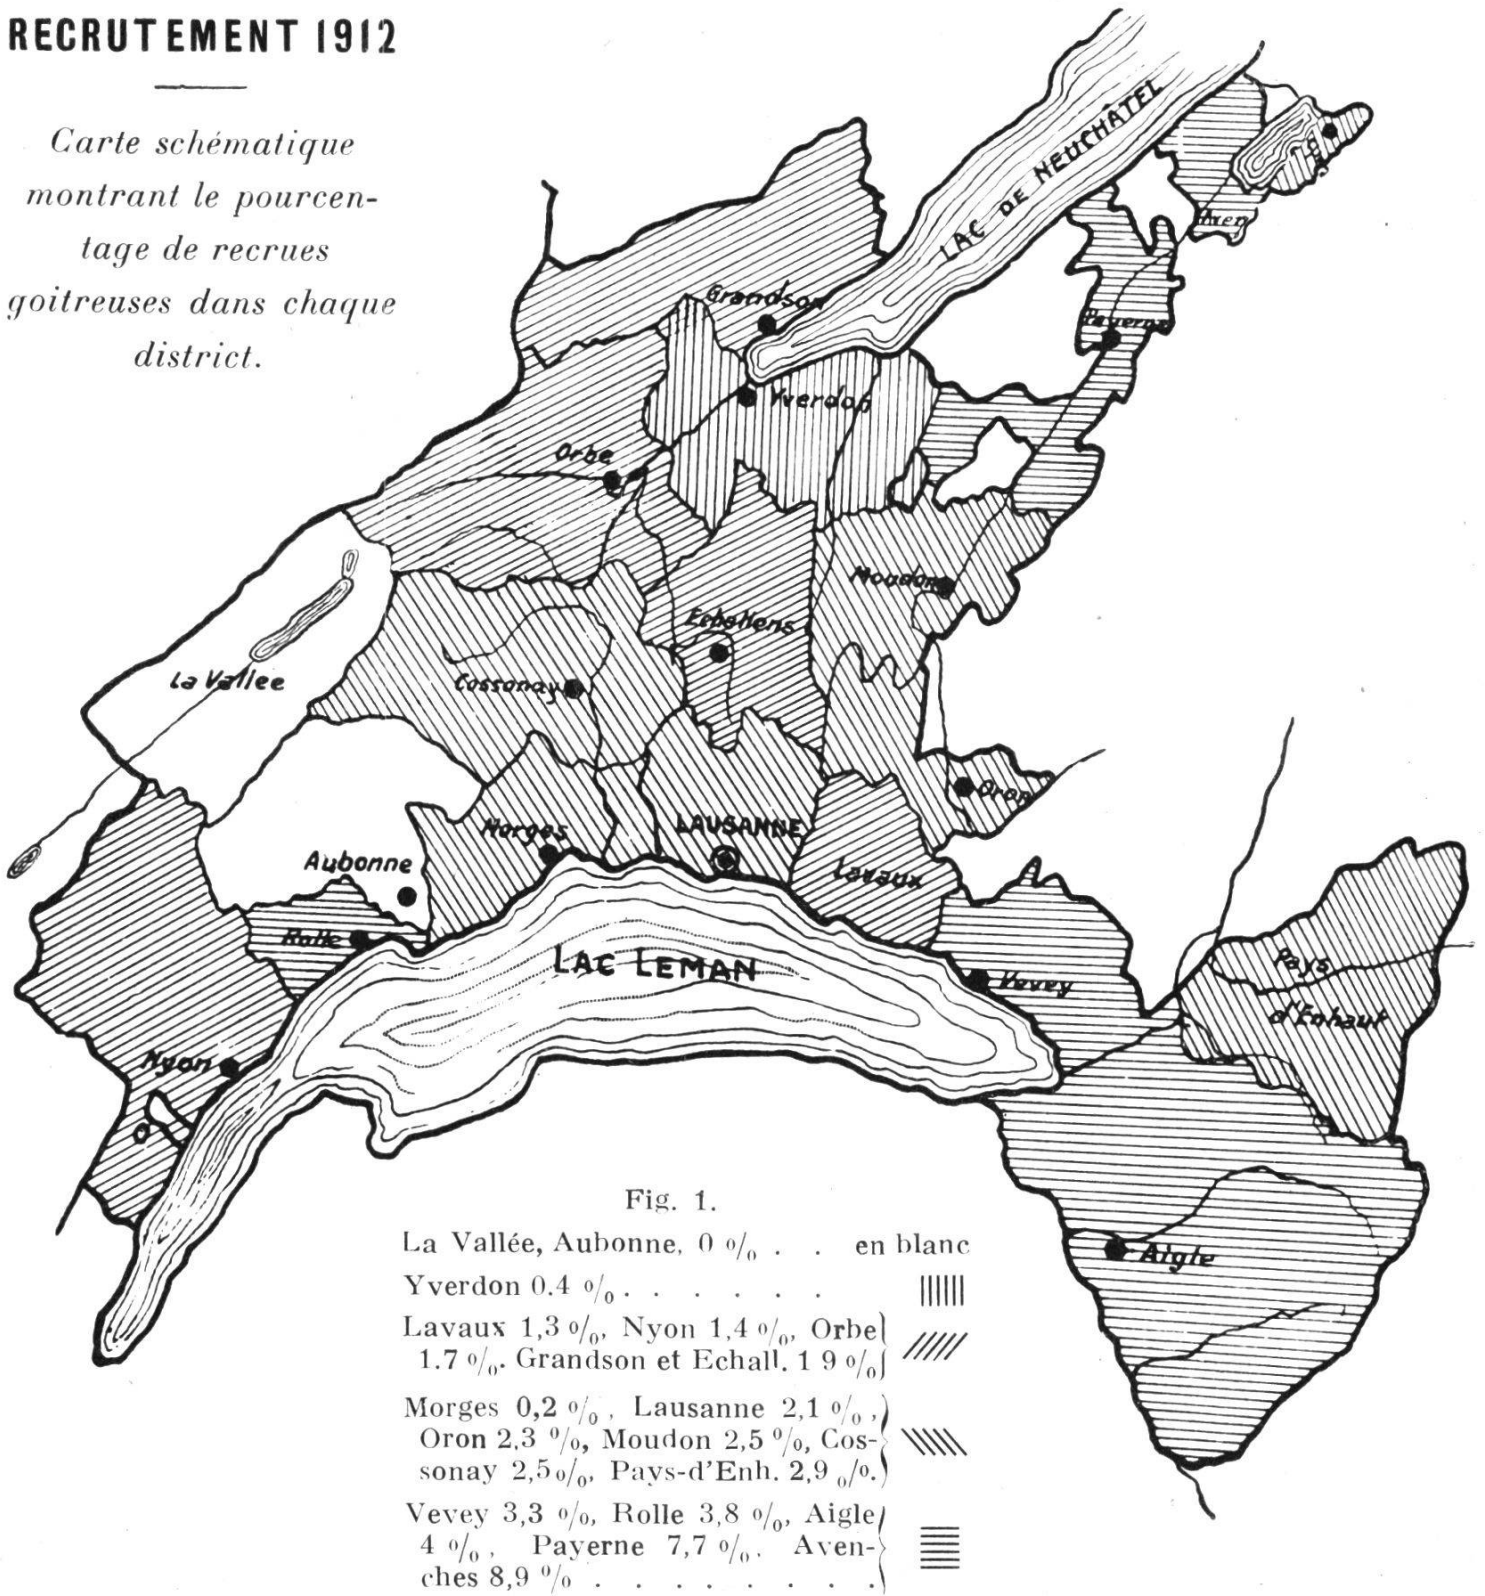 RECRUTEMENT 1912
Carte schématique
montrant le pourcen-
tage de recrues
goitreuses dans chaque
district.
LAC DE NEUCHÂTEL
Aven
Grandson
Payerne
Yverdon
Orbe
Moudon
Echallens
La Vallée
Cossonay
Oron
Morges
LAUSANNE
Aubonne
Lavaux
Rolle
LAC LEMAN
Vevey
Pays
d'Enhaut
Nyon
Aigle
Fig. 1.
La Vallée, Aubonne, 0 % . . en blanc
Yverdon 0.4 % . . . . . .
Lavaux 1,3 %, Nyon 1,4 %, Orbe
1.7 %. Grandson et Echall. 1 9 %
Morges 0,2 %, Lausanne 2,1 %,
Oron 2,3 %, Moudon 2,5 %, Cos-
sonay 2,5 %, Pays-d'Enh. 2,9 %.
Vevey 3,3 %, Rolle 3,8 %, Aigle
4 %, Payerne 7,7 %. Aven-
ches 8,9 % . . . . . . . .